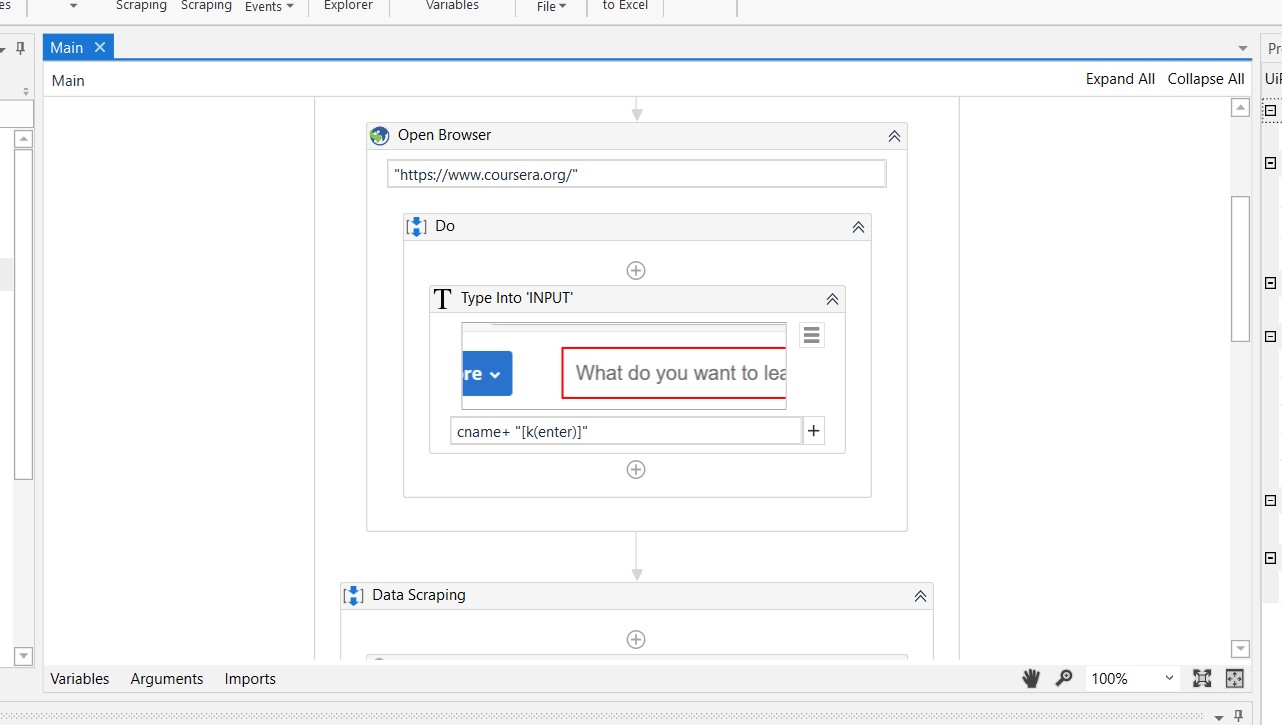 es Scraping Scraping Events Explorer Variables File to Excel
Main
Pr
Main Expand All Collapse All UiP
Open Browser
"https://www.coursera.org/"
Do
Type Into 'INPUT'
re What do you want to lea
cname+ "[k(enter)]"
Data Scraping
Variables Arguments Imports 100%